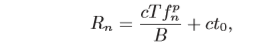 $$R_n = \frac{cTf_n^p}{B} + ct_0,$$